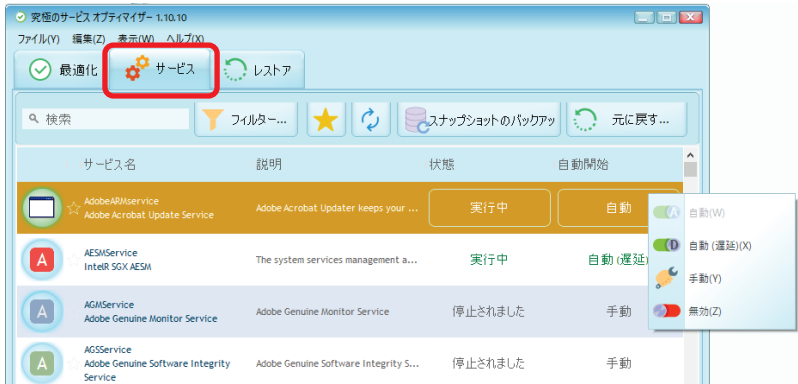 究極のサービス オプティマイザー 1.10.10
ファイル(Y) 編集(Z) 表示(W) ヘルプ(X)
最適化 サービス レストア
検索 フィルター... スナップショットのバックアッ 元に戻す...
サービス名 説明 状態 自動開始
AdobeARMservice
Adobe Acrobat Update Service
Adobe Acrobat Updater keeps your ...
実行中 自動
AESMService
IntelR SGX AESM
The system services management a...
実行中 自動 (遅延)
AGMService
Adobe Genuine Monitor Service
Adobe Genuine Monitor Service
停止されました 手動
AGSService
Adobe Genuine Software Integrity
Service
Adobe Genuine Software Integrity S...
停止されました 手動
自動(W)
自動 (遅延)(X)
手動(Y)
無効(Z)